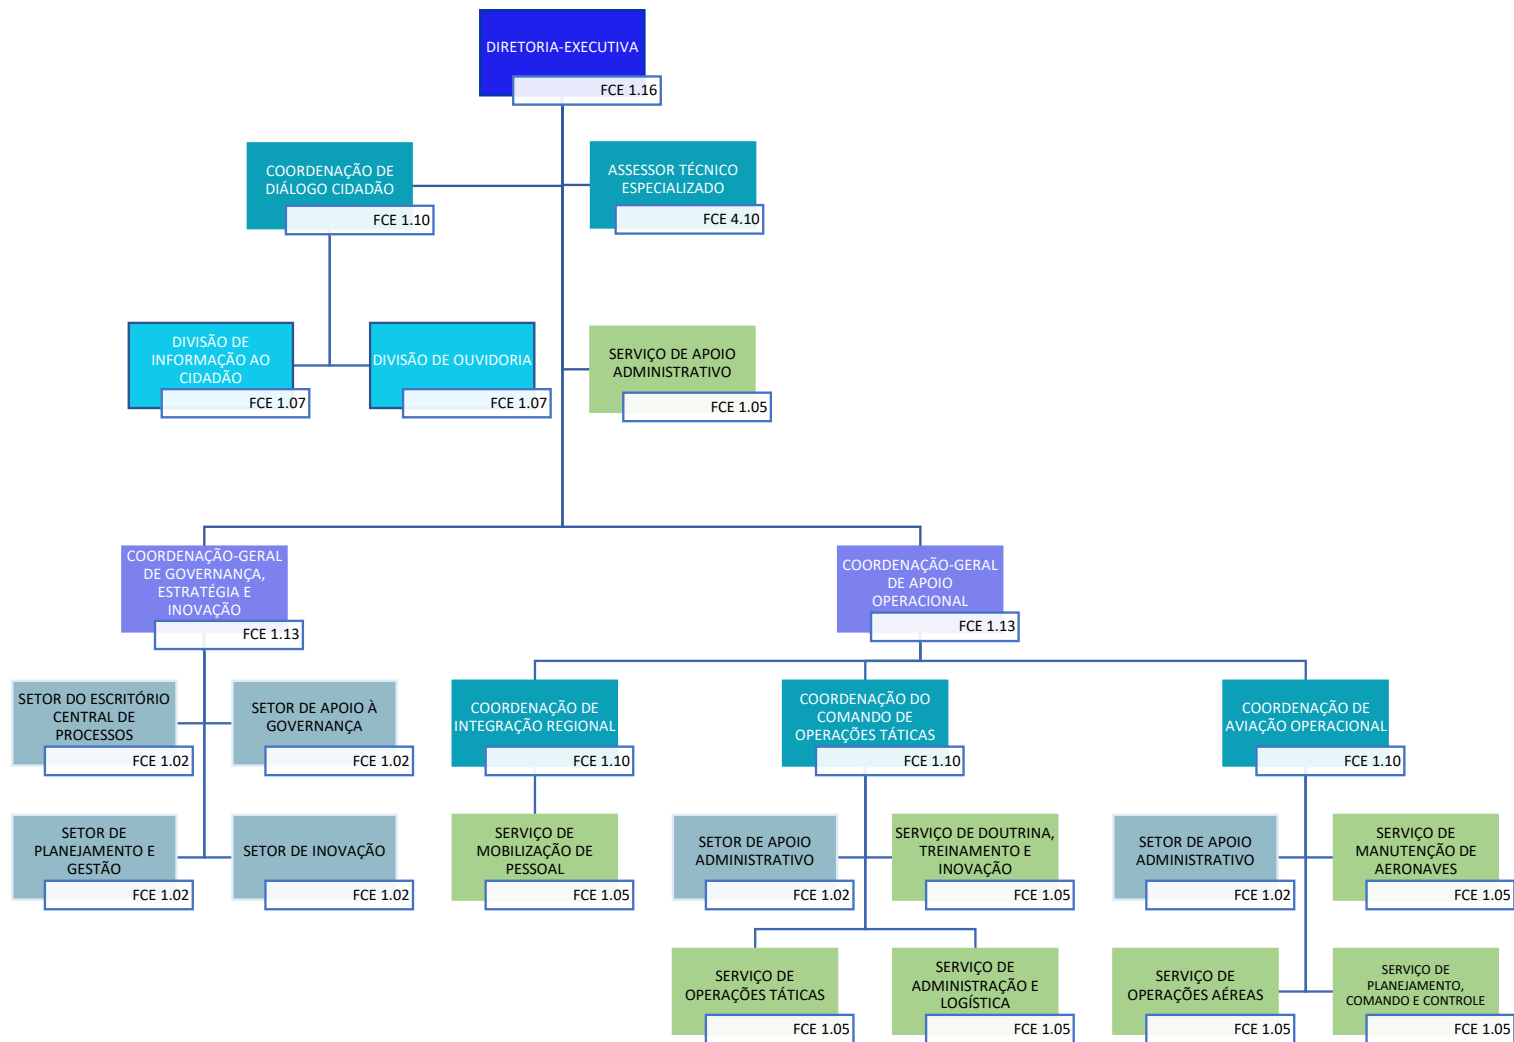 DIRETORIA-EXECUTIVA
FCE 1.16
COORDENAÇÃO DE
DIÁLOGO CIDADÃO
FCE 1.10
ASSESSOR TÉCNICO
ESPECIALIZADO
FCE 4.10
DIVISÃO DE
INFORMAÇÃO AO
CIDADÃO
FCE 1.07
DIVISÃO DE OUVIDORIA
FCE 1.07
SERVIÇO DE APOIO
ADMINISTRATIVO
FCE 1.05
COORDENAÇÃO-GERAL
DE GOVERNANÇA,
ESTRATÉGIA E
INOVAÇÃO
FCE 1.13
COORDENAÇÃO-GERAL
DE APOIO
OPERACIONAL
FCE 1.13
SETOR DO ESCRITÓRIO
CENTRAL DE
PROCESSOS
FCE 1.02
SETOR DE APOIO À
GOVERNANÇA
FCE 1.02
COORDENAÇÃO DE
INTEGRAÇÃO REGIONAL
FCE 1.10
COORDENAÇÃO DO
COMANDO DE
OPERAÇÕES TÁTICAS
FCE 1.10
COORDENAÇÃO DE
AVIAÇÃO OPERACIONAL
FCE 1.10
SETOR DE
PLANEJAMENTO E
GESTÃO
FCE 1.02
SETOR DE INOVAÇÃO
FCE 1.02
SERVIÇO DE
MOBILIZAÇÃO DE
PESSOAL
FCE 1.05
SETOR DE APOIO
ADMINISTRATIVO
FCE 1.02
SERVIÇO DE DOUTRINA,
TREINAMENTO E
INOVAÇÃO
FCE 1.05
SETOR DE APOIO
ADMINISTRATIVO
FCE 1.02
SERVIÇO DE
MANUTENÇÃO DE
AERONAVES
FCE 1.05
SERVIÇO DE
OPERAÇÕES TÁTICAS
FCE 1.05
SERVIÇO DE
ADMINISTRAÇÃO E
LOGÍSTICA
FCE 1.05
SERVIÇO DE
OPERAÇÕES AÉREAS
FCE 1.05
SERVIÇO DE
PLANEJAMENTO,
COMANDO E CONTROLE
FCE 1.05